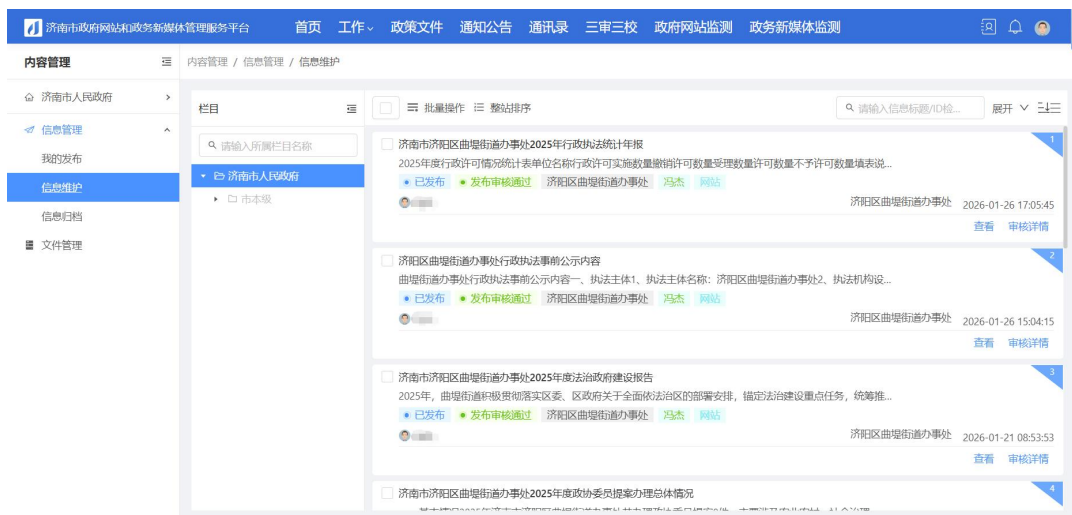 济南市政府网站和政务新媒体管理服务平台 首页 工作 政策文件 通知公告 通讯录 三审三校 政府网站监测 政务新媒体监测
内容管理
内容管理 / 信息管理 / 信息维护
济南市人民政府
信息管理
我的发布
信息维护
信息归档
文件管理
栏目
请输入所属栏目名称
济南市人民政府
市本级
批量操作 整站排序 请输入信息标题/ID检... 展开
1
济南市济阳区曲堤街道办事处2025年行政执法统计年报
2025年度行政许可情况统计表单位名称行政许可实施数量撤销许可数量受理数量许可数量不予许可数量填表说...
已发布 发布审核通过 济阳区曲堤街道办事处 冯杰 网站
济阳区曲堤街道办事处 2026-01-26 17:05:45
查看 审核详情
2
济阳区曲堤街道办事处行政执法事前公示内容
曲堤街道办事处行政执法事前公示内容一、执法主体1、执法主体名称：济阳区曲堤街道办事处2、执法机构设...
已发布 发布审核通过 济阳区曲堤街道办事处 冯杰 网站
济阳区曲堤街道办事处 2026-01-26 15:04:15
查看 审核详情
3
济南市济阳区曲堤街道办事处2025年度法治政府建设报告
2025年，曲堤街道积极贯彻落实区委、区政府关于全面依法治区的部署安排，锚定法治建设重点任务，统筹推...
已发布 发布审核通过 济阳区曲堤街道办事处 冯杰 网站
济阳区曲堤街道办事处 2026-01-21 08:53:53
查看 审核详情
4
济南市济阳区曲堤街道办事处2025年度政协委员提案办理总体情况